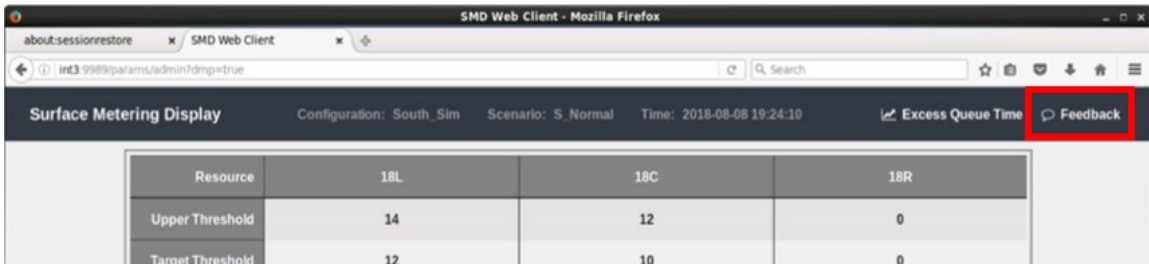 SMD Web Client - Mozilla Firefox
about:sessionrestore SMD Web Client
int3:9989/params/admin?dmp=true Search
Surface Metering Display Configuration: South_Sim Scenario: S_Normal Time: 2018-08-08 19:24:10 Excess Queue Time Feedback
Resource 18L 18C 18R
Upper Threshold 14 12 0
Target Threshold 12 10 0